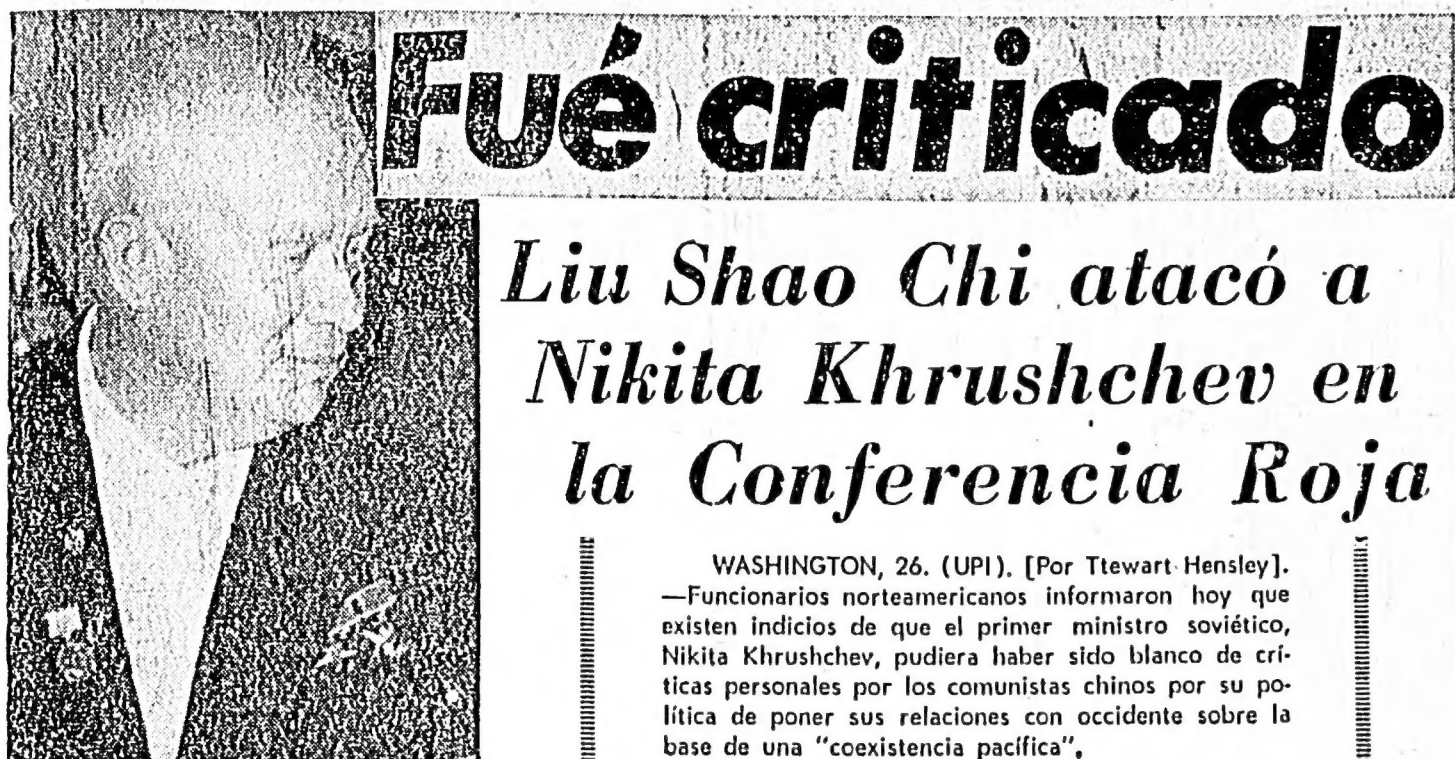 Fué criticado
Liu Shao Chi atacó a
Nikita Khrushchev en
la Conferencia Roja
WASHINGTON, 26. (UPI). [Por Ttewart Hensley].
—Funcionarios norteamericanos informaron hoy que
existen indicios de que el primer ministro soviético,
Nikita Khrushchev, pudiera haber sido blanco de crí-
ticas personales por los comunistas chinos por su po-
lítica de poner sus relaciones con occidente sobre la
base de una "coexistencia pacífica".